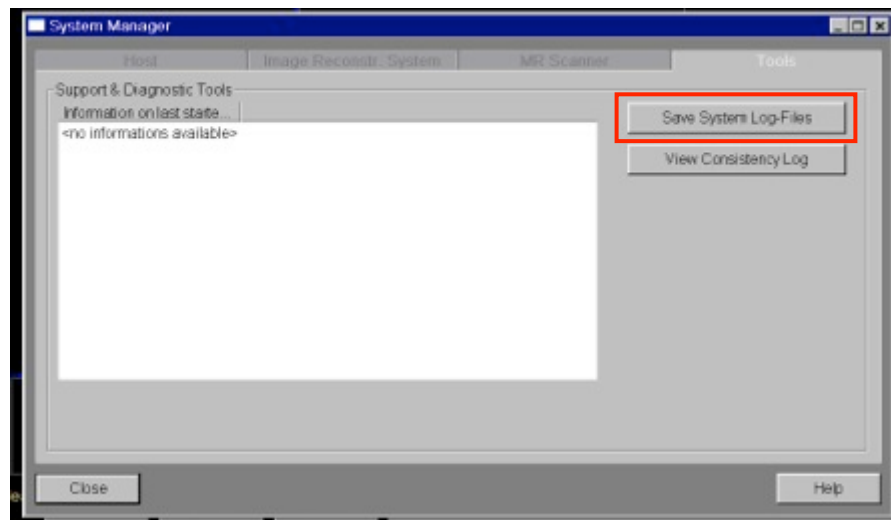 System Manager
Host Image Reconstr. System MR Scanner Tools
Support & Diagnostic Tools
Information on last starte...
<no informations available>
Save System Log-Files
View Consistency Log
Close Help